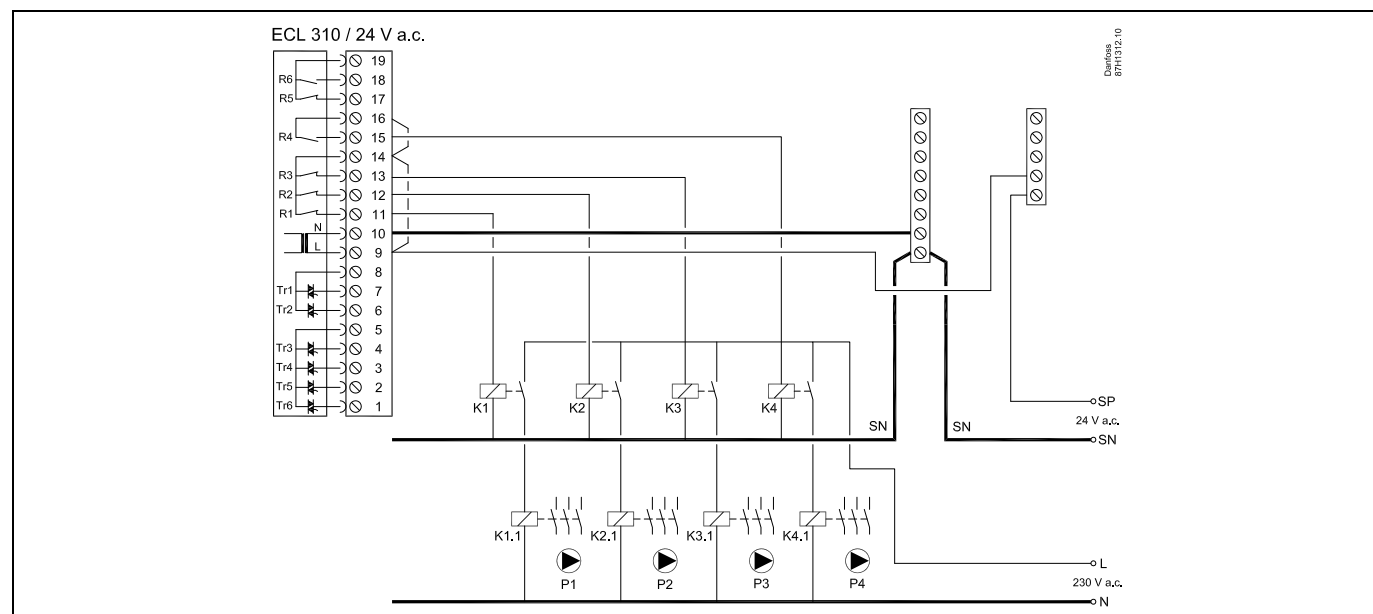 ECL 310 / 24 V a.c.
Danfoss
87H1312.10
19
R6 18
R5 17
16
R4 15
14
R3 13
R2 12
R1 11
N 10
L 9
8
Tr1 7
Tr2 6
5
Tr3 4
Tr4 3
Tr5 2
Tr6 1
K1 K2 K3 K4
SP
24 V a.c.
SN SN SN
K1.1 K2.1 K3.1 K4.1
P1 P2 P3 P4
L
230 V a.c.
N